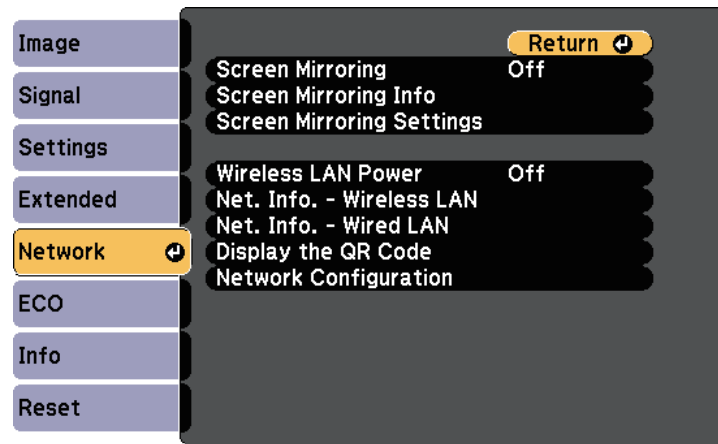 Image
Signal
Settings
Extended
Network
ECO
Info
Reset
Return
Screen Mirroring Off
Screen Mirroring Info
Screen Mirroring Settings
Wireless LAN Power Off
Net. Info. - Wireless LAN
Net. Info. - Wired LAN
Display the QR Code
Network Configuration